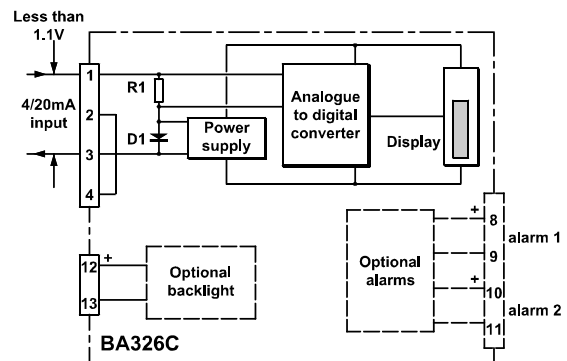 Less than
1.1V
4/20mA
input
1
2
3
4
R1
D1
Power
supply
Analogue
to digital
converter
Display
12
+
13
Optional
backlight
Optional
alarms
+
8
9
alarm 1
+
10
11
alarm 2
BA326C